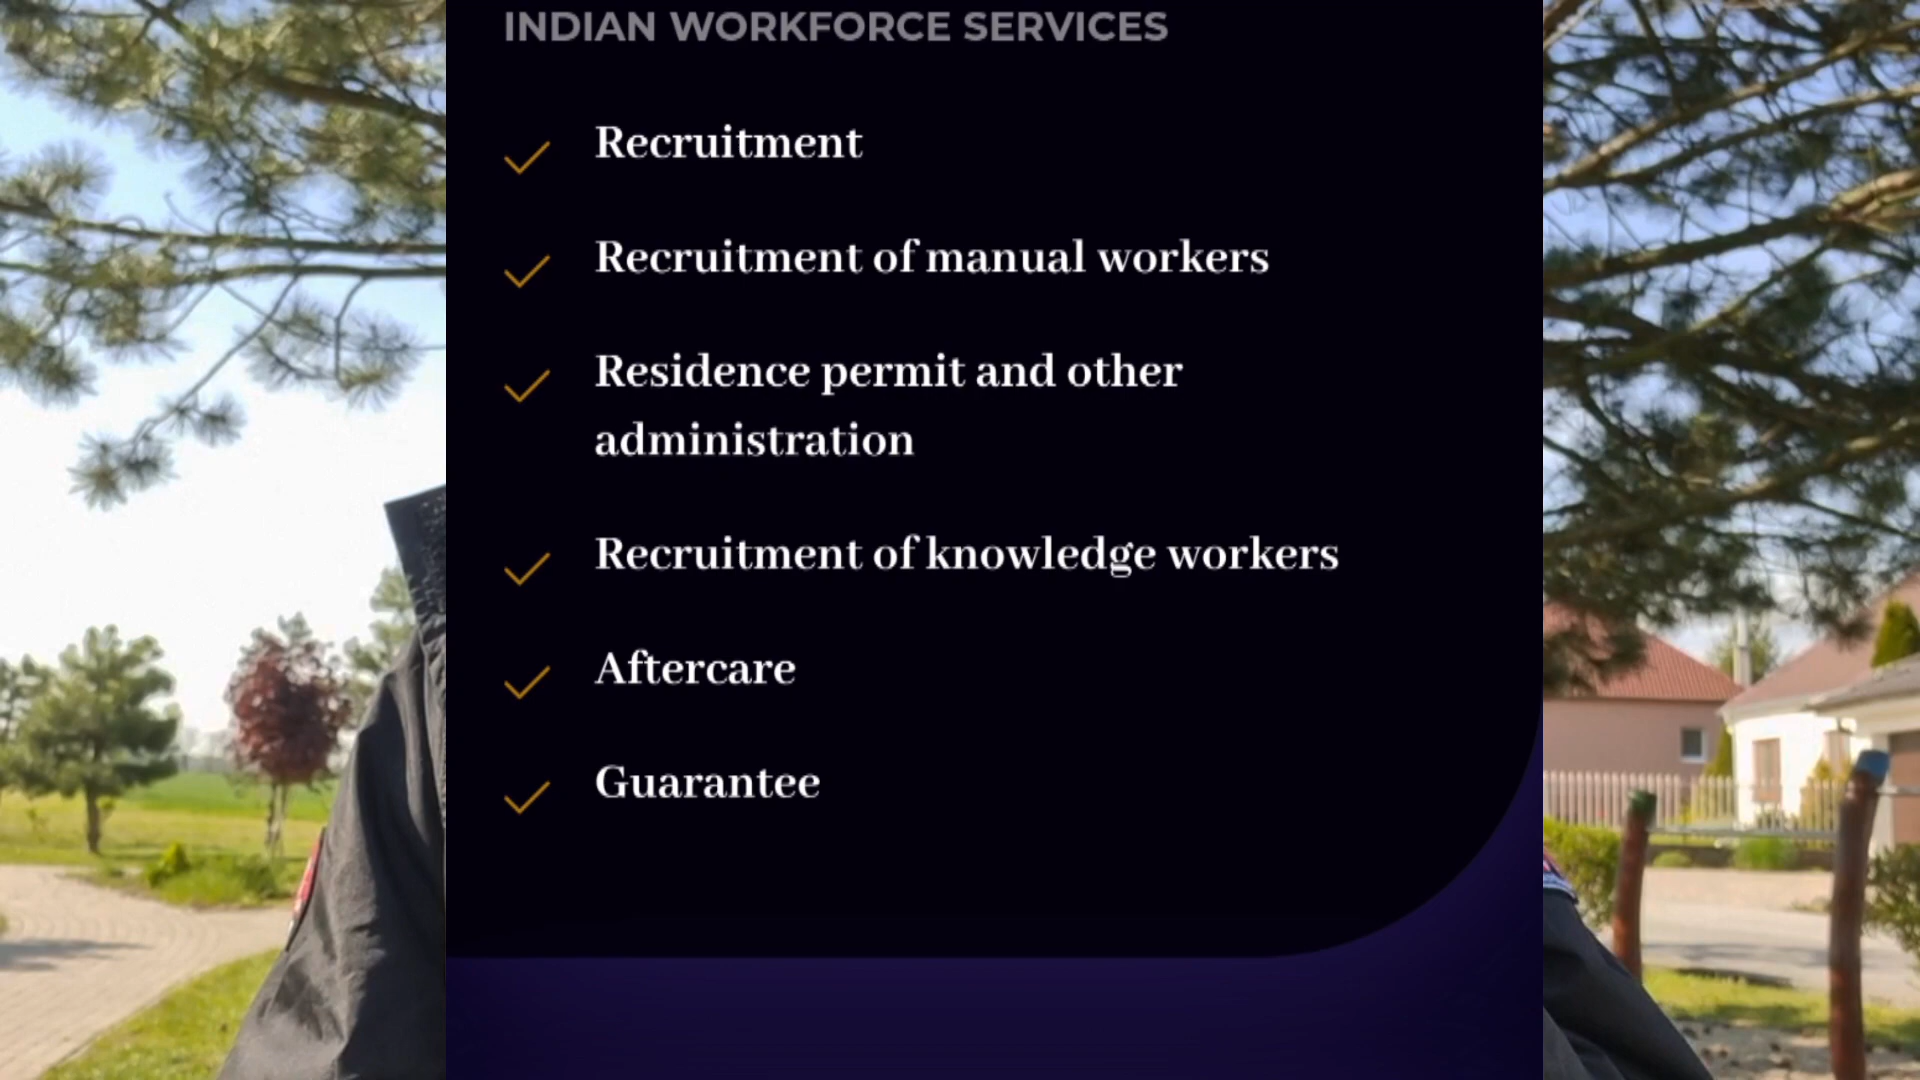 INDIAN WORKFORCE SERVICES
Recruitment
Recruitment of manual workers
Residence permit and other
administration
Recruitment of knowledge workers
Aftercare
Guarantee